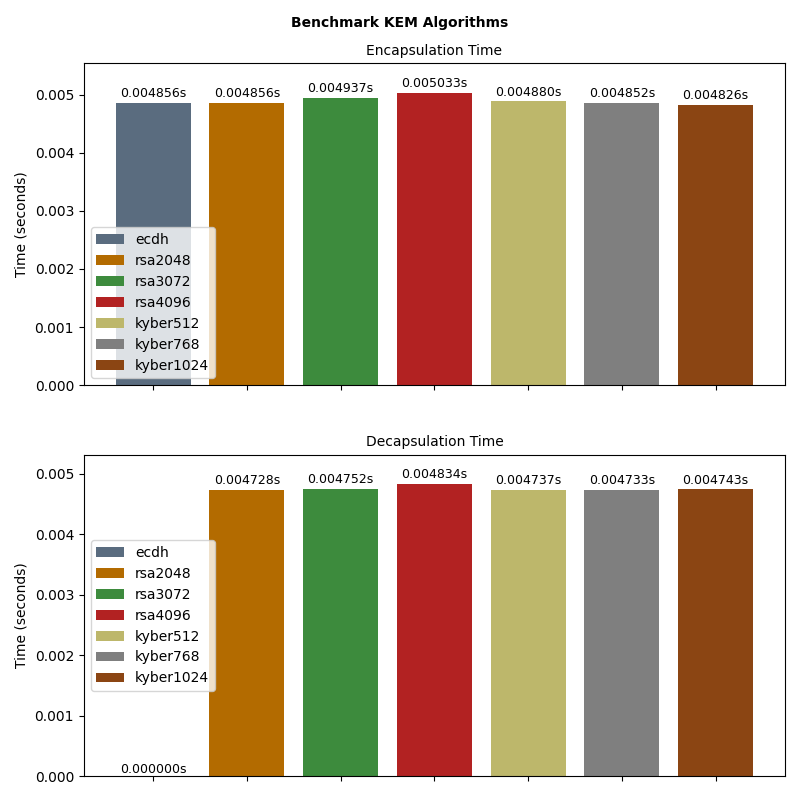 Benchmark KEM Algorithms
Encapsulation Time
Time (seconds)
0.005
0.004
0.003
0.002
0.001
0.000
0.004856s
0.004856s
0.004937s
0.005033s
0.004880s
0.004852s
0.004826s
ecdh
rsa2048
rsa3072
rsa4096
kyber512
kyber768
kyber1024
Decapsulation Time
Time (seconds)
0.005
0.004
0.003
0.002
0.001
0.000
0.000000s
0.004728s
0.004752s
0.004834s
0.004737s
0.004733s
0.004743s
ecdh
rsa2048
rsa3072
rsa4096
kyber512
kyber768
kyber1024